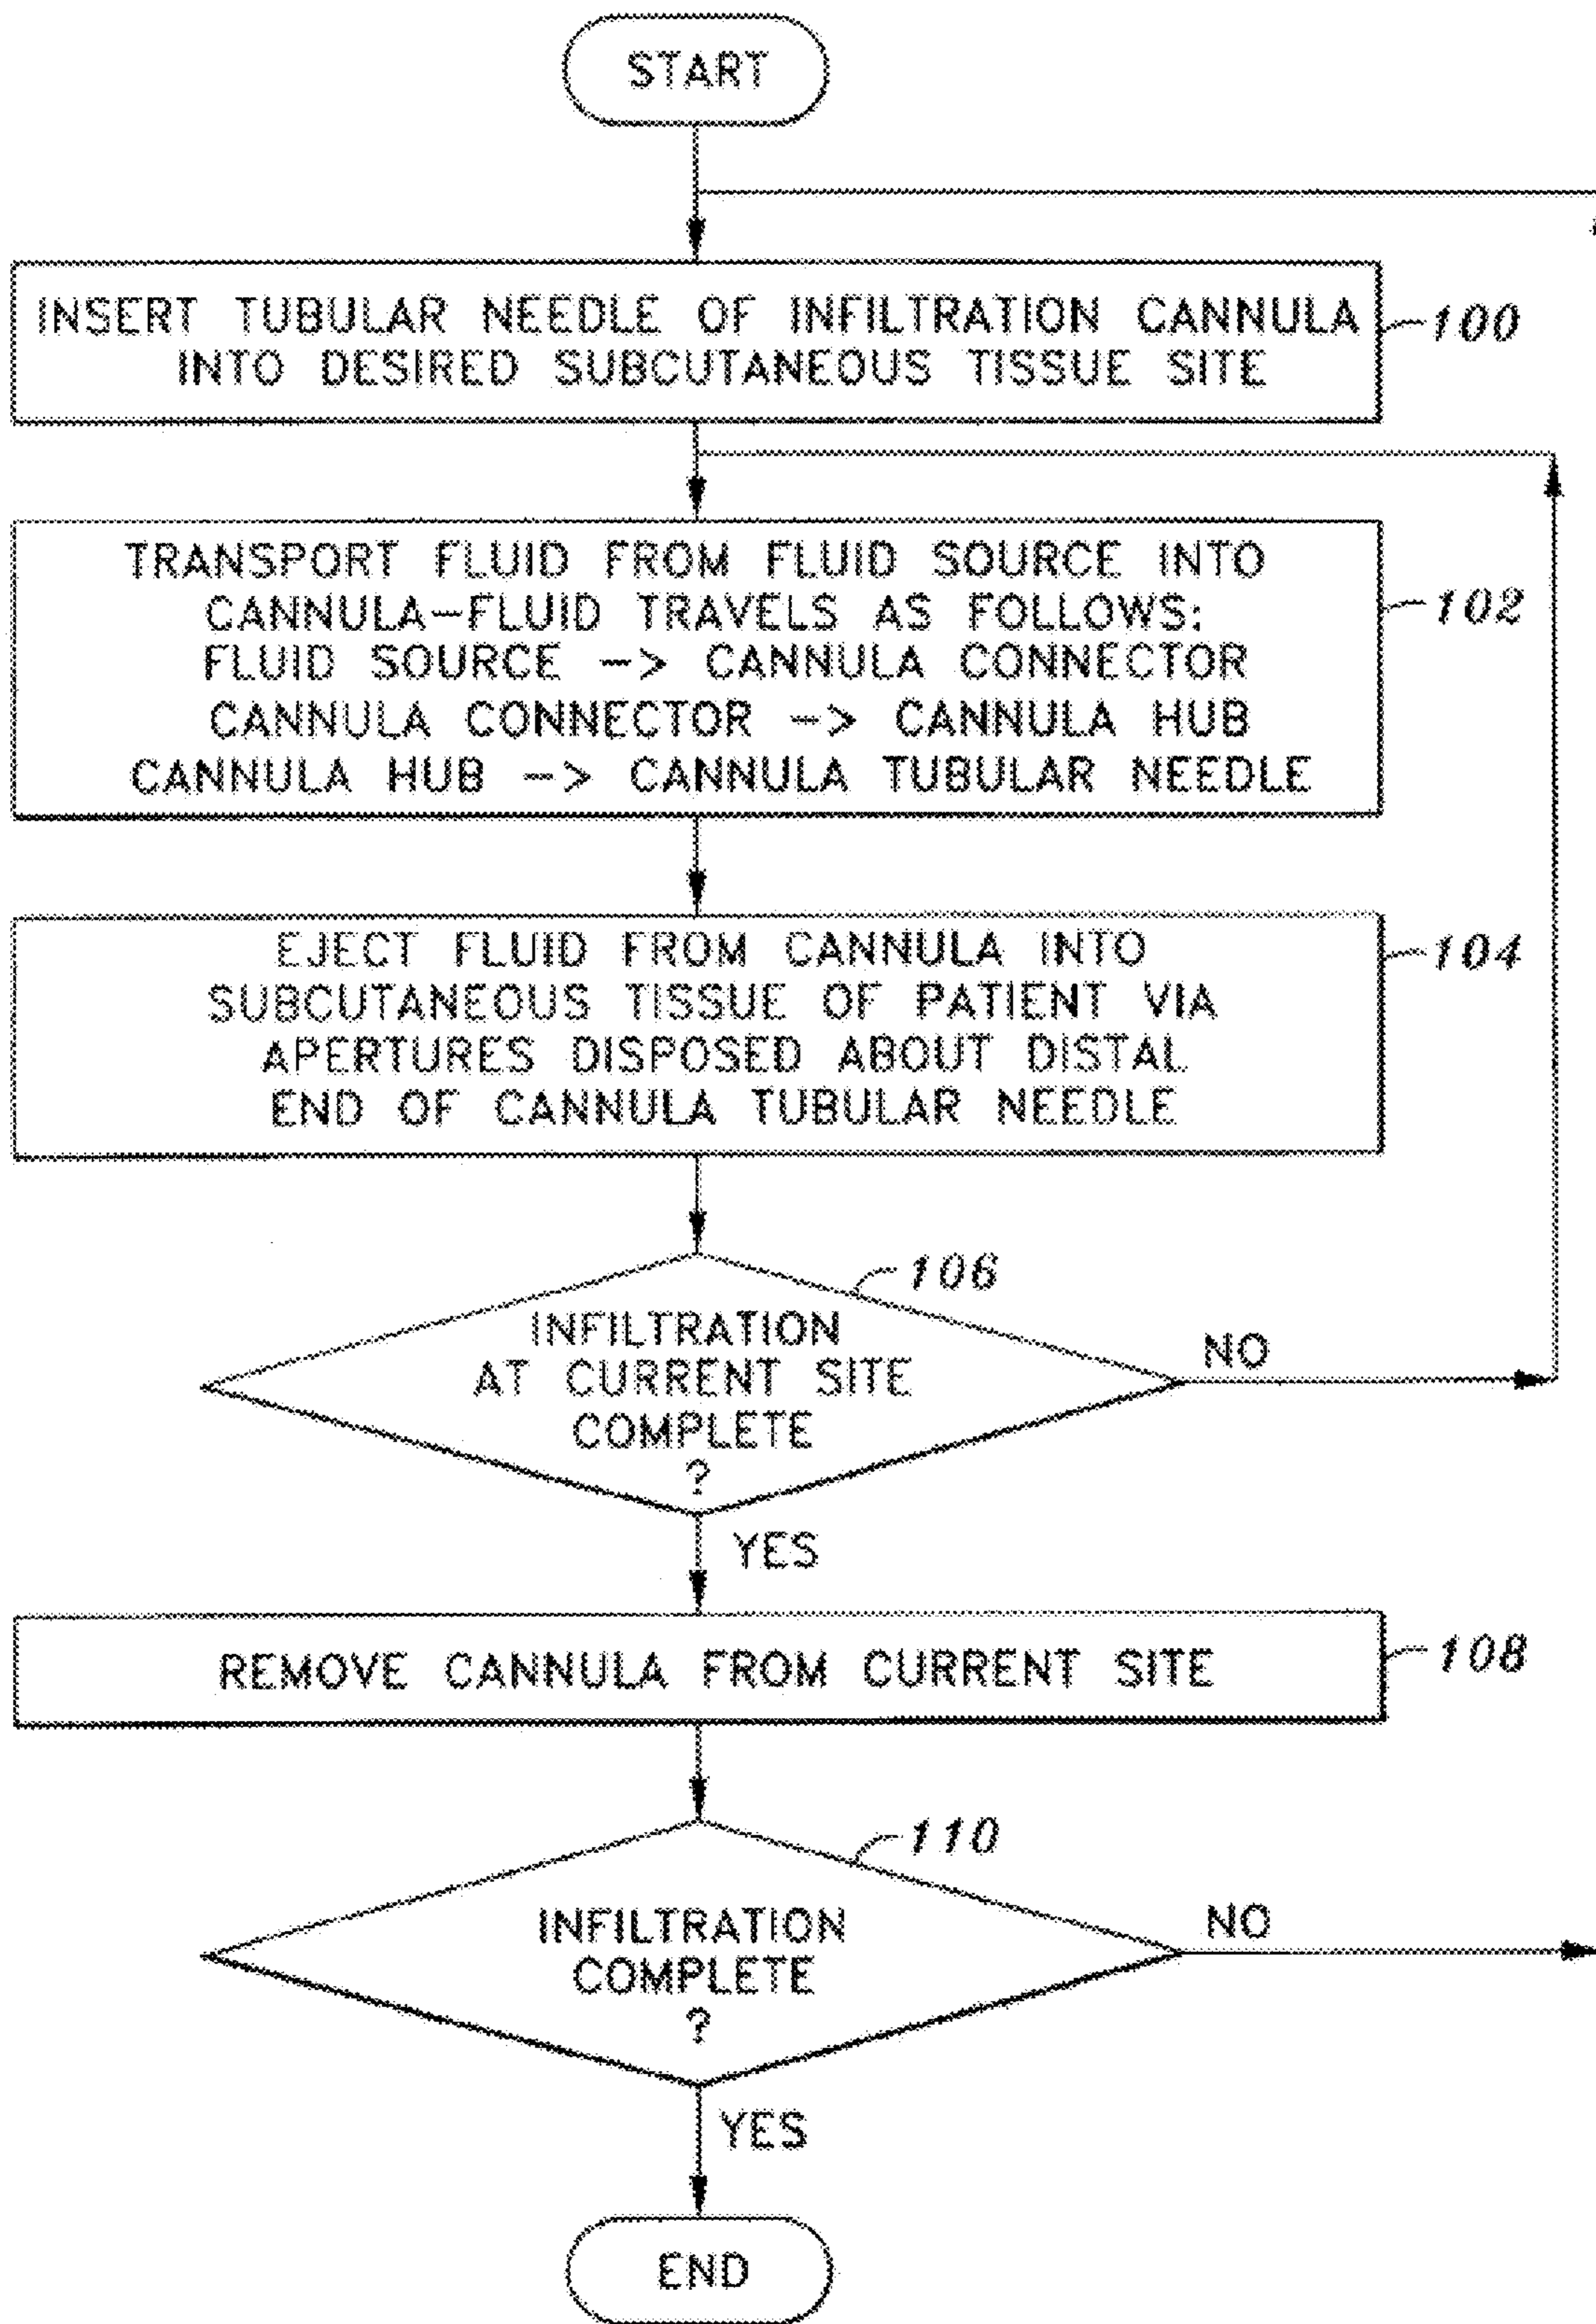 START
INSERT TUBULAR NEEDLE OF INFILTRATION CANNULA
INTO DESIRED SUBCUTANEOUS TISSUE SITE
100
TRANSPORT FLUID FROM FLUID SOURCE INTO
CANNULA-FLUID TRAVELS AS FOLLOWS:
FLUID SOURCE -> CANNULA CONNECTOR
CANNULA CONNECTOR -> CANNULA HUB
CANNULA HUB -> CANNULA TUBULAR NEEDLE
102
EJECT FLUID FROM CANNULA INTO
SUBCUTANEOUS TISSUE OF PATIENT VIA
APERTURES DISPOSED ABOUT DISTAL
END OF CANNULA TUBULAR NEEDLE
104
106
INFILTRATION
AT CURRENT SITE
COMPLETE
?
NO
YES
REMOVE CANNULA FROM CURRENT SITE
108
110
INFILTRATION
COMPLETE
?
NO
YES
END